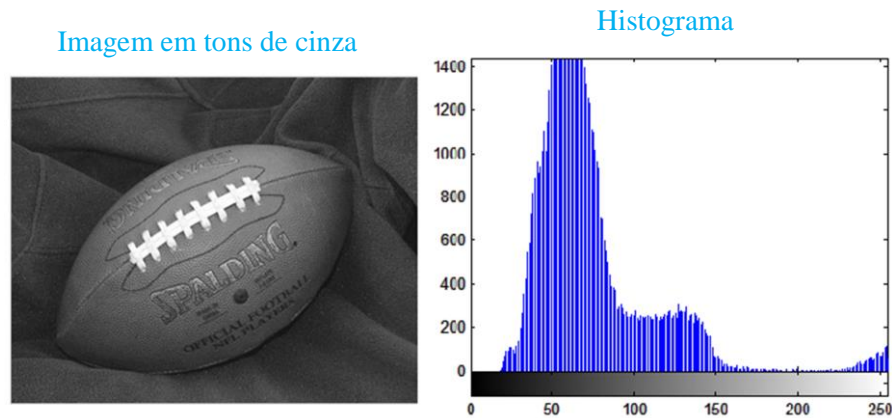 Imagem em tons de cinza
Histograma
SPALDING
SPALDING
OFFICIAL FOOTBALL
NFL PLAYERS
1400
1200
1000
800
600
400
200
0
0
50
100
150
200
250